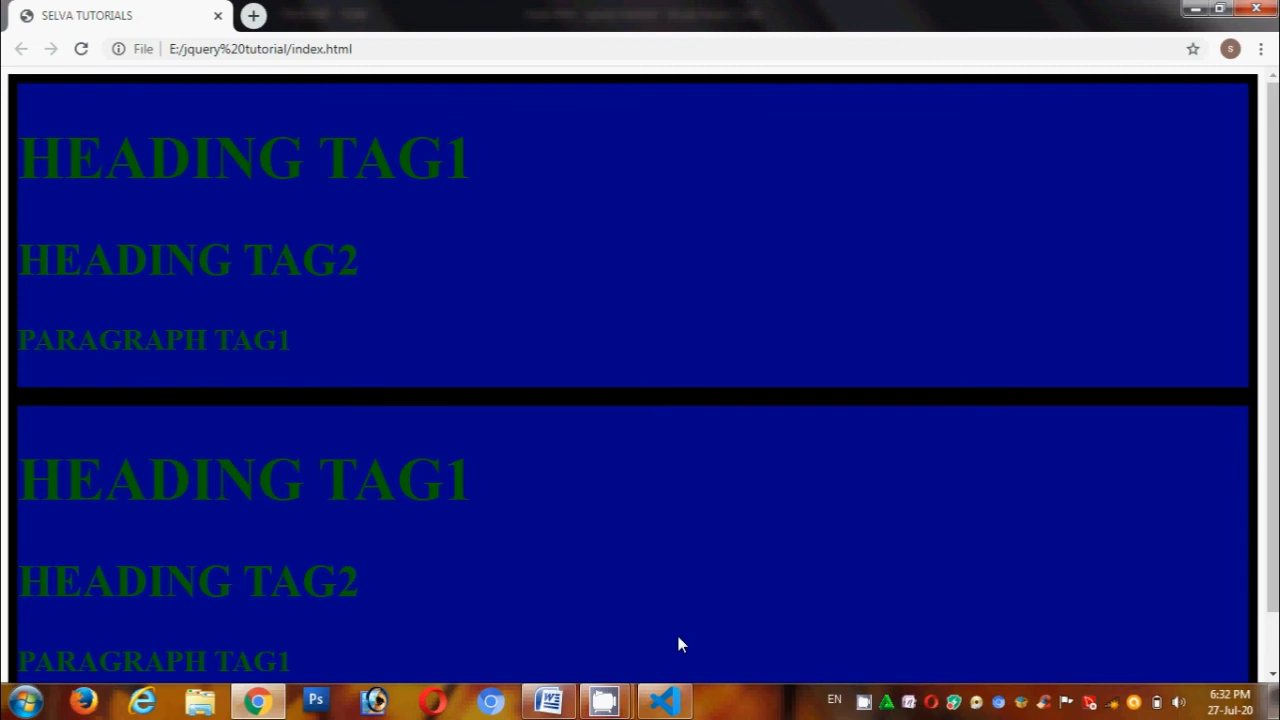 SELVA TUTORIALS
File E:/jquery%20tutorial/index.html
S
HEADING TAG1
HEADING TAG2
PARAGRAPH TAG1
HEADING TAG1
HEADING TAG2
PARAGRAPH TAG1
Ps
W
EN
6:32 PM
27-Jul-20